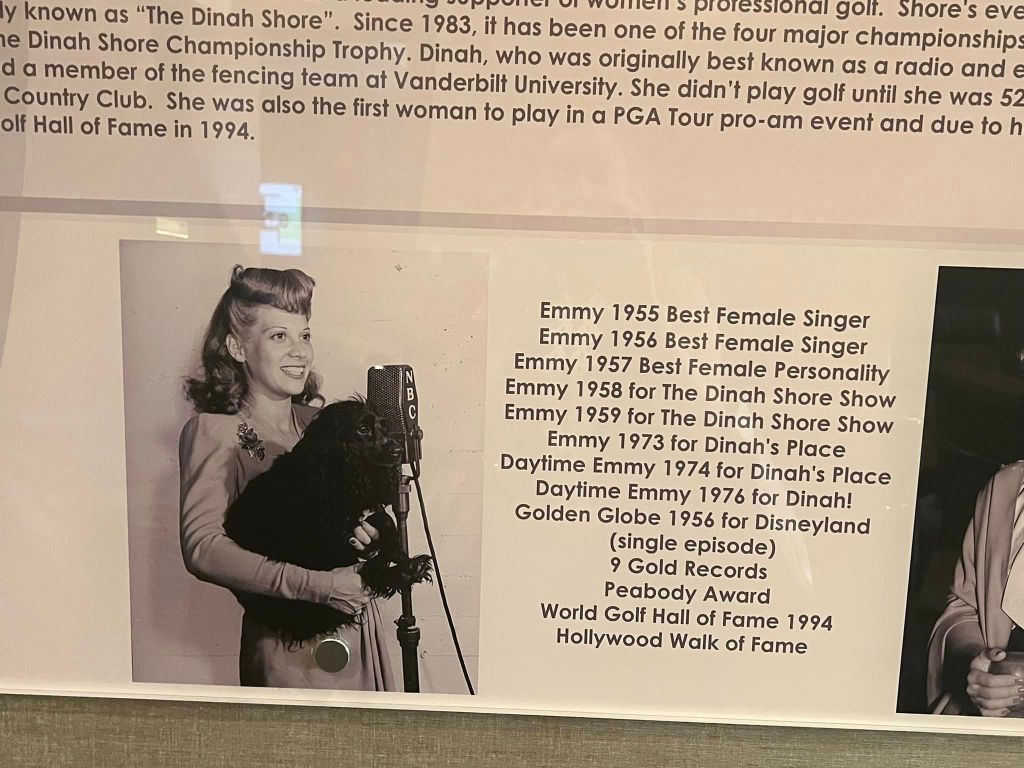 supporter of women's professional golf. Shore's eve
ly known as “The Dinah Shore”. Since 1983, it has been one of the four major championships
he Dinah Shore Championship Trophy. Dinah, who was originally best known as a radio and e
d a member of the fencing team at Vanderbilt University. She didn't play golf until she was 52
Country Club. She was also the first woman to play in a PGA Tour pro-am event and due to h
olf Hall of Fame in 1994.
NBC
Emmy 1955 Best Female Singer
Emmy 1956 Best Female Singer
Emmy 1957 Best Female Personality
Emmy 1958 for The Dinah Shore Show
Emmy 1959 for The Dinah Shore Show
Emmy 1973 for Dinah's Place
Daytime Emmy 1974 for Dinah's Place
Daytime Emmy 1976 for Dinah!
Golden Globe 1956 for Disneyland
(single episode)
9 Gold Records
Peabody Award
World Golf Hall of Fame 1994
Hollywood Walk of Fame